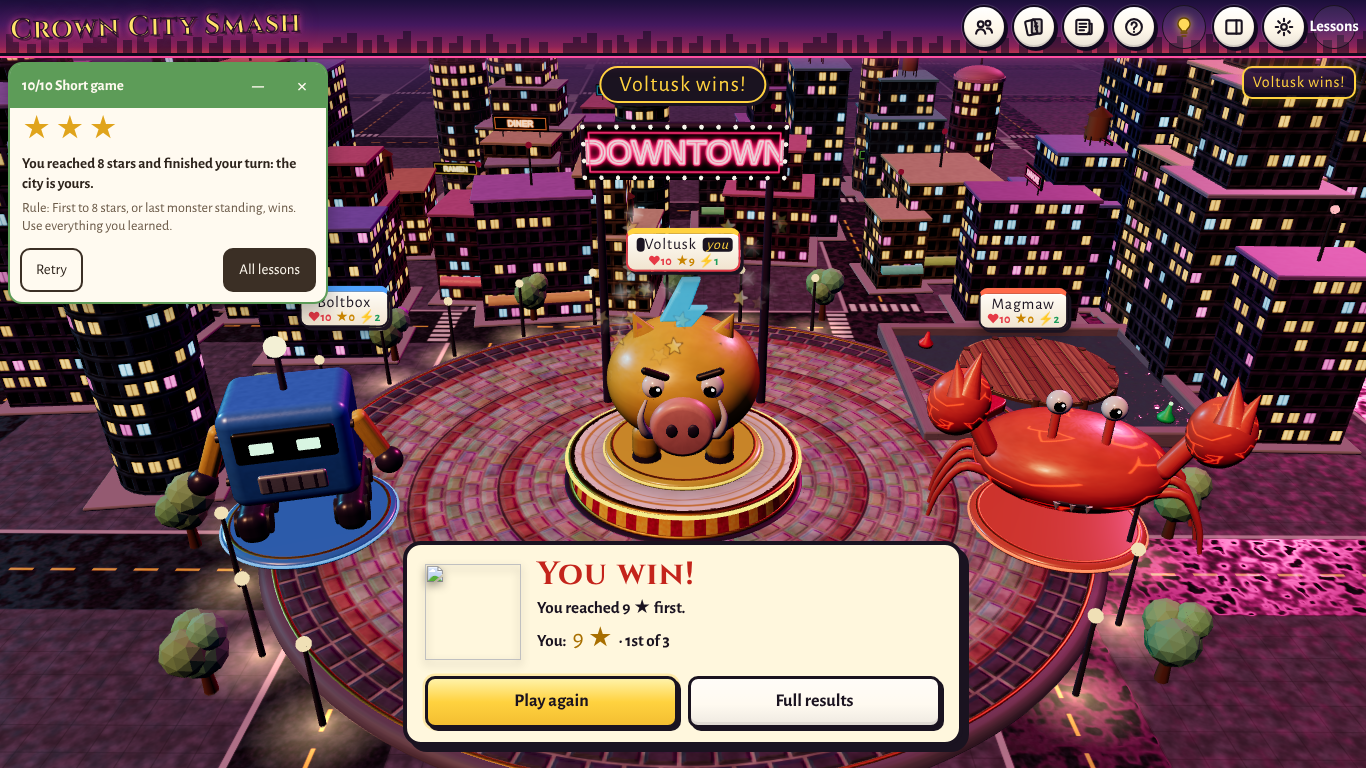 Crown City Smash
Lessons
10/10 Short game
You reached 8 stars and finished your turn: the
city is yours.
Rule: First to 8 stars, or last monster standing, wins.
Use everything you learned.
Retry
All lessons
Voltusk wins!
Voltusk wins!
DINER
DOWNTOWN
Voltusk you
10 9 1
Boltbox
10 0 2
Magmaw
10 0 2
You win!
You reached 9 ★ first.
You: 9 ★ · 1st of 3
Play again
Full results